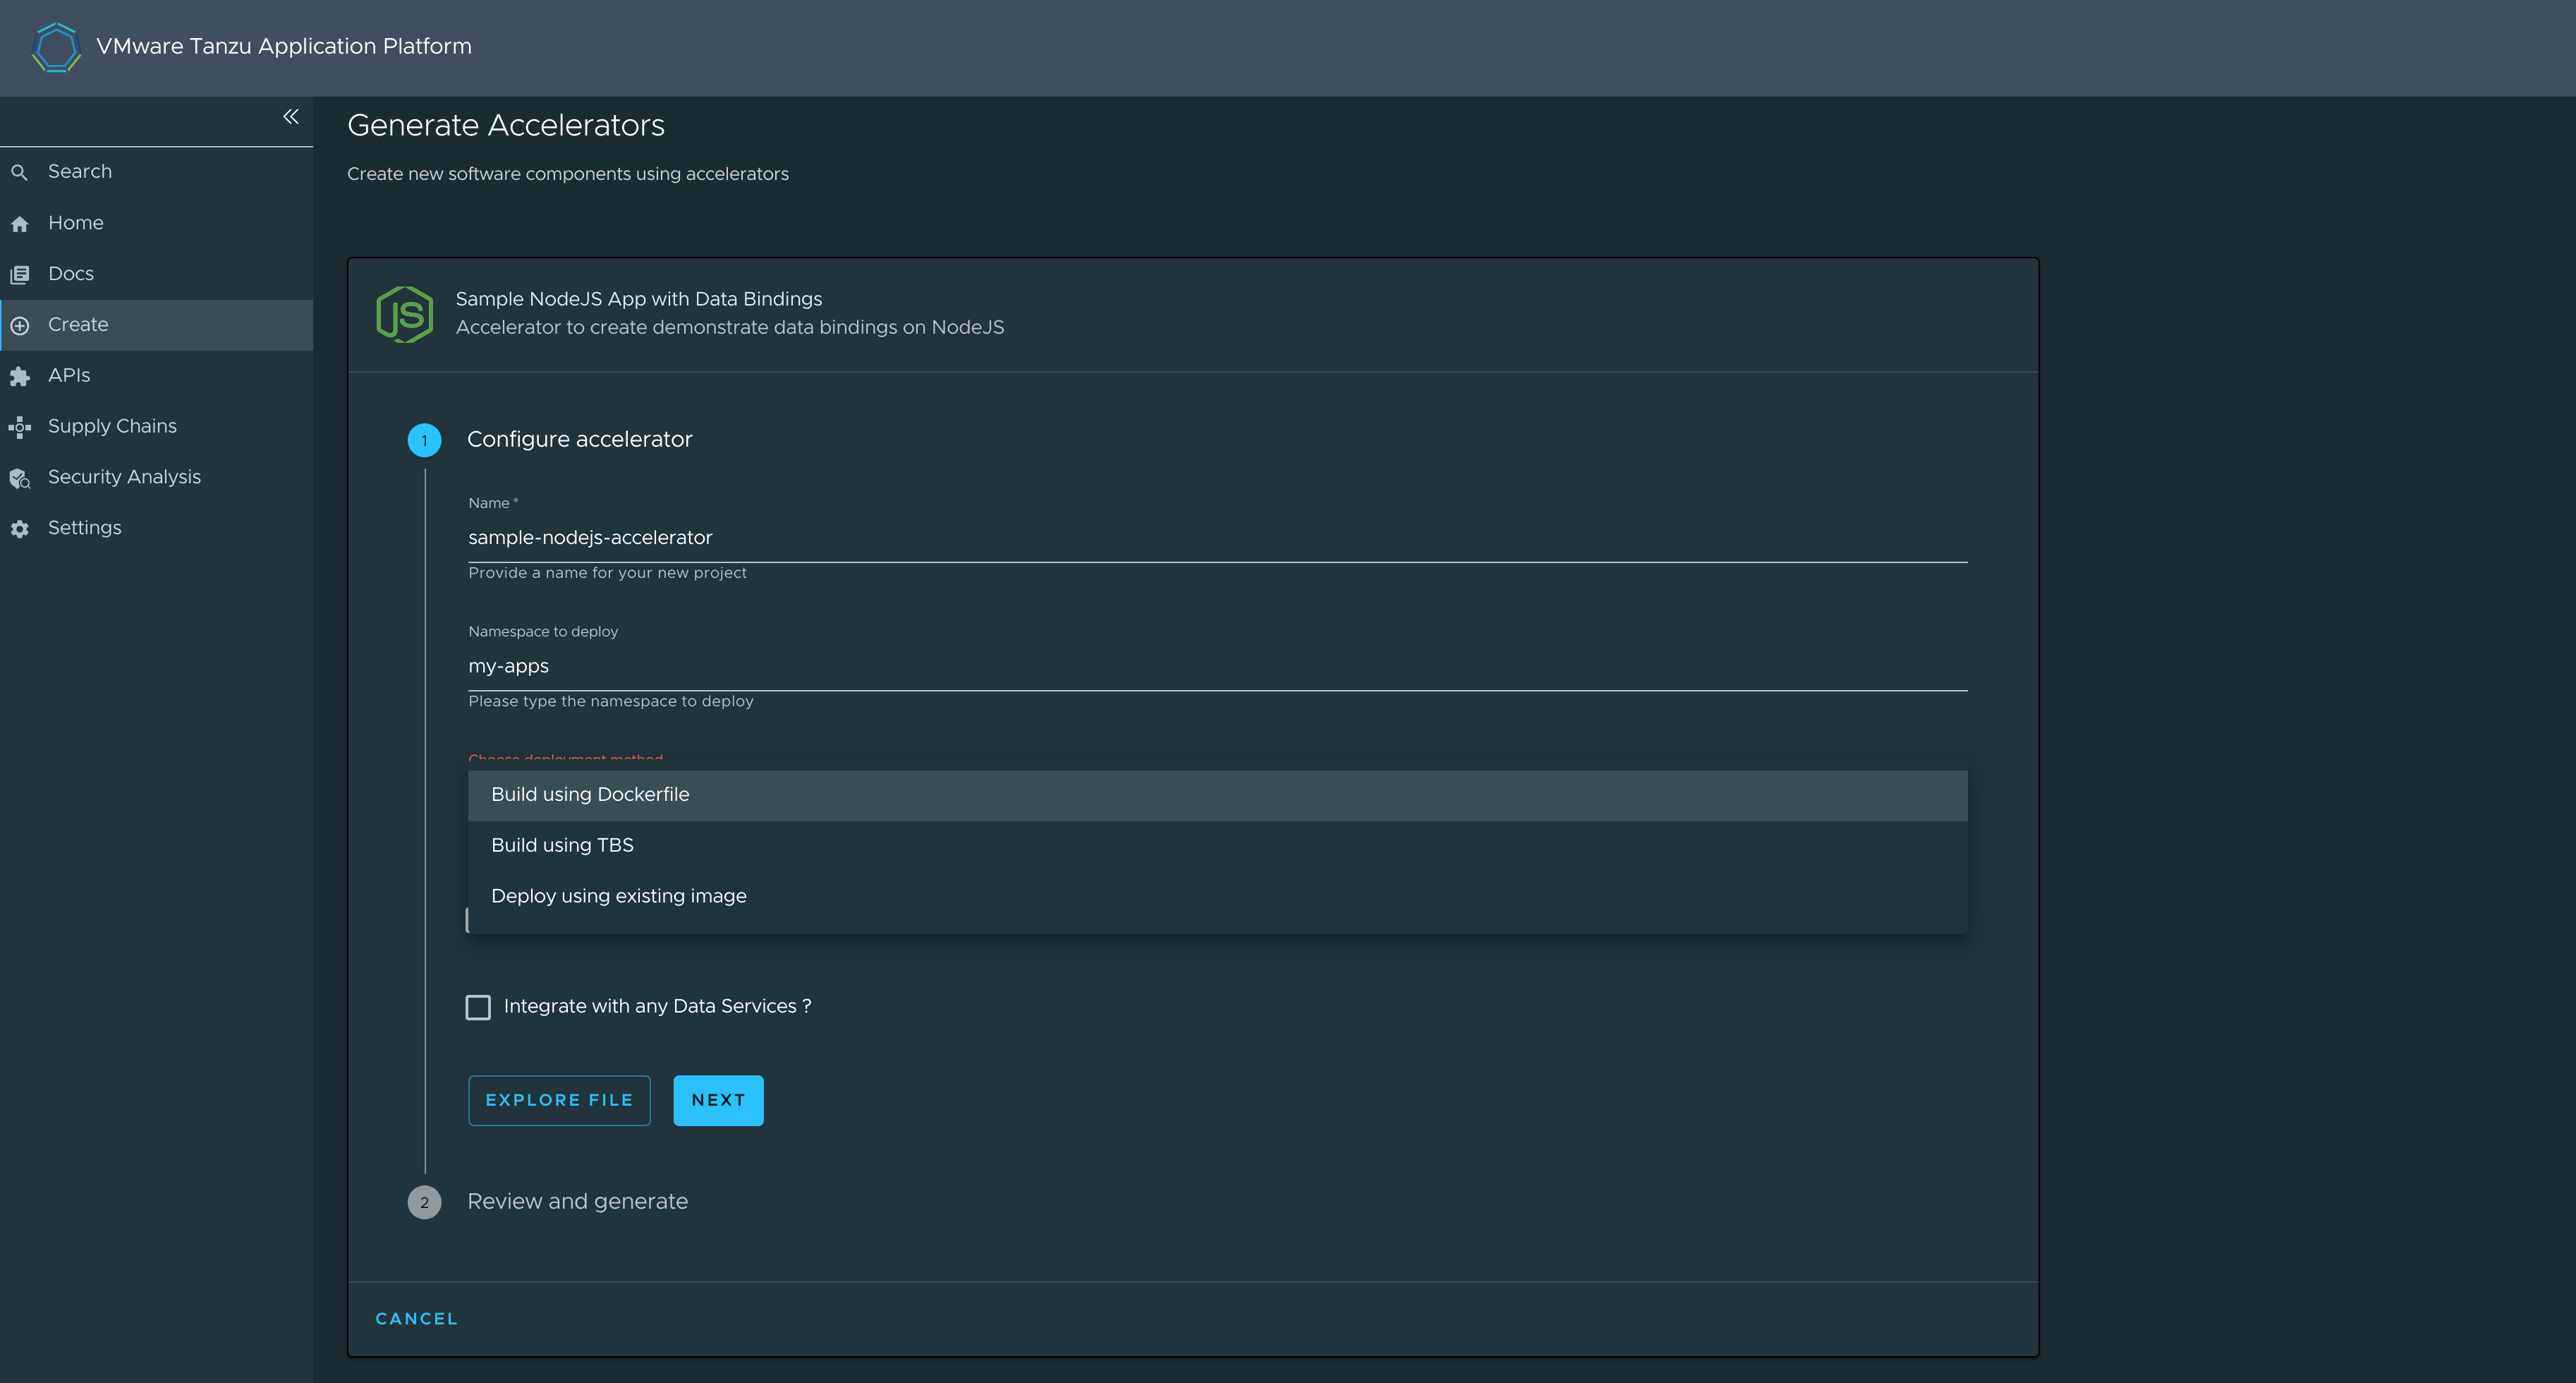 VMware Tanzu Application Platform
Search
Home
Docs
Create
APIs
Supply Chains
Security Analysis
Settings
Generate Accelerators
Create new software components using accelerators
JS
Sample NodeJS App with Data Bindings
Accelerator to create demonstrate data bindings on NodeJS
1
Configure accelerator
Name *
sample-nodejs-accelerator
Provide a name for your new project
Namespace to deploy
my-apps
Please type the namespace to deploy
Choose deployment method
Build using Dockerfile
Build using TBS
Deploy using existing image
Integrate with any Data Services ?
EXPLORE FILE
NEXT
2
Review and generate
CANCEL